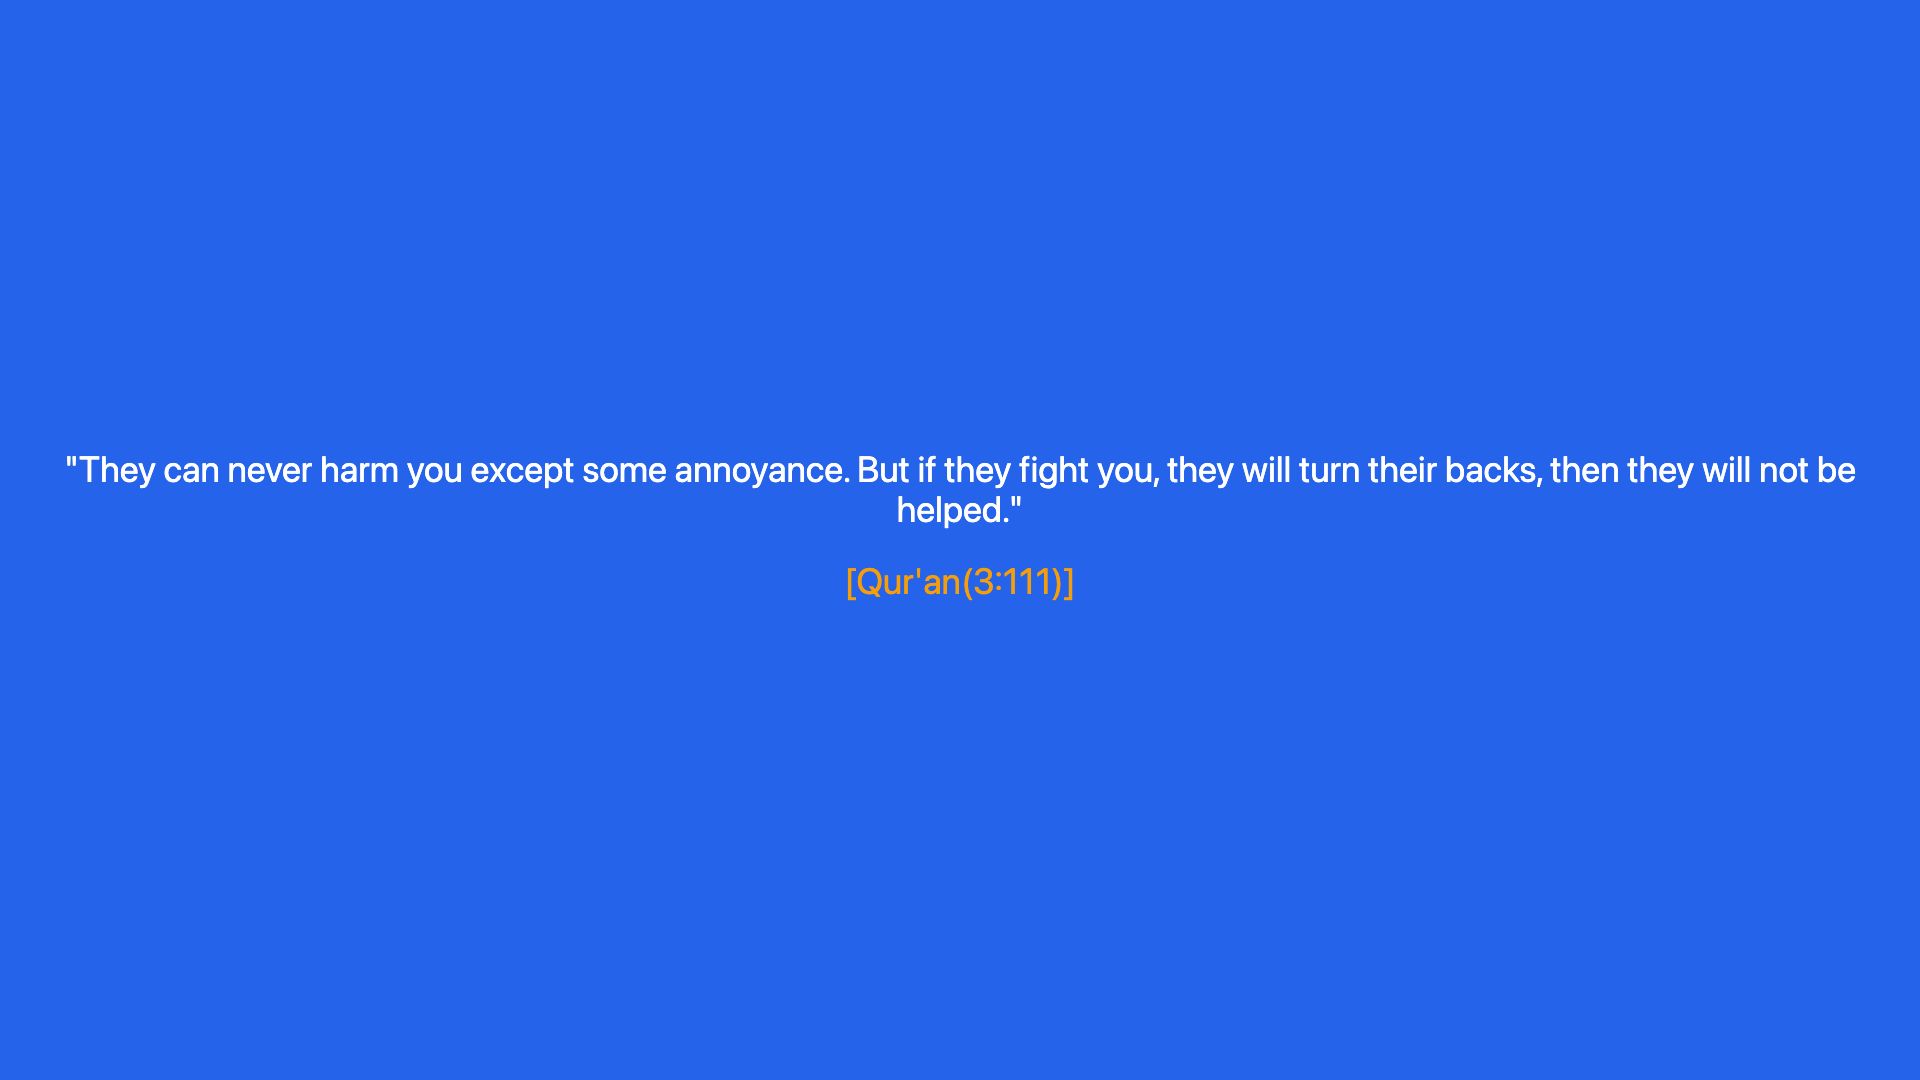 "They can never harm you except some annoyance. But if they fight you, they will turn their backs, then they will not be
helped."
[Qur'an(3:111)]